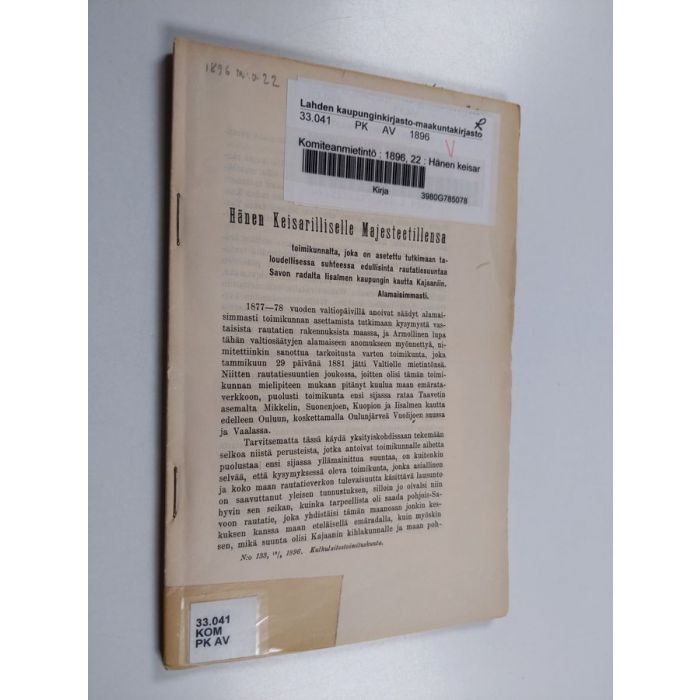 1896 n:o 22
Lahden kaupunginkirjasto-maakuntakirjasto
33.041 PK AV 1896
R
V
Komiteanmietintö : 1896, 22 : Hänen keisar
Kirja 3980G785078
Hänen Keisarilliselle Majesteetillensa
toimikunnalta, joka on asetettu tutkimaan ta-
loudellisessa suhteessa edullisinta rautatiesuuntaa
Savon radalta Iisalmen kaupungin kautta Kajaaniin.
Alamaisimmasti.
1877—78 vuoden valtiopäivillä anoivat säädyt alamai-
simmasti toimikunnan asettamista tutkimaan kysymystä vas-
taisista rautatien rakennuksista maassa, ja Armollinen lupa
tähän valtiosäätyjen alamaiseen anomukseen myönnettyä, ni-
mitettiinkin sanottua tarkoitusta varten toimikunta, joka
tammikuun 29 päivänä 1881 jätti Valtiolle mietintönsä.
Niitten rautatiesuuntien joukossa, joitten olisi tämän toimi-
kunnan mielipiteen mukaan pitänyt kuulua maan emärata-
verkkoon, puolusti toimikunta ensi sijassa rataa Taavetin
asemalta Mikkelin, Suonenjoen, Kuopion ja Iisalmen kautta
edelleen Ouluun, koskettamalla Oulunjärveä Vuolijoen suussa
ja Vaalassa.
Tarvitsematta tässä käydä yksityiskohdissaan tekemään
selkoa niistä perusteista, jotka antoivat toimikunnalle aihetta
puolustaa ensi sijassa yllämainittua suuntaa, on kuitenkin
selvää, että kysymyksessä oleva toimikunta, jonka asiallinen
ja koko maan rautatieverkon tulevaisuutta käsittävä lausunto
on saavuttanut yleisen tunnustuksen, silloin jo oivalsi niin
hyvin sen seikan, kuinka tarpeellista oli saada pohjois-Sa-
voon rautatie, joka yhdistäisi tämän maanosan jonkin kes-
kuksen kanssa maan eteläisellä emäradalla, kuin myöskin
sen, mikä suunta olisi Kajaanin kihlakunnalle ja maan poh-
N:o 133, 1896. Kulkulaitostoimituskunta.
33.041
KOM
PK AV